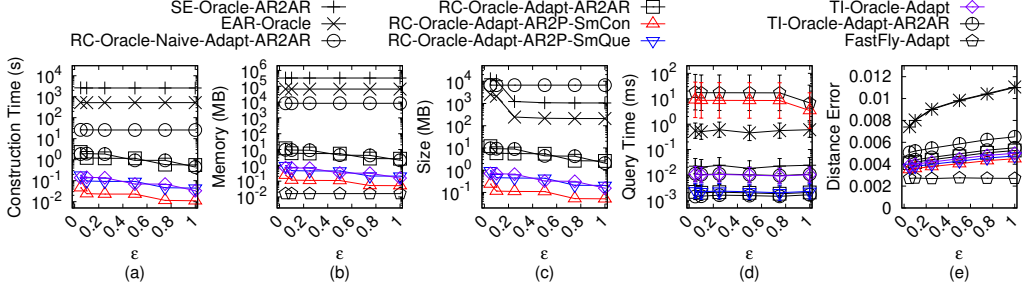 SE-Oracle-AR2AR
EAR-Oracle
RC-Oracle-Naive-Adapt-AR2AR
RC-Oracle-Adapt-AR2AR
RC-Oracle-Adapt-AR2P-SmCon
RC-Oracle-Adapt-AR2P-SmQue
TI-Oracle-Adapt
TI-Oracle-Adapt-AR2AR
FastFly-Adapt
Construction Time (s)
10^4
10^3
10^2
10^1
10^0
10^-1
10^-2
0 0.2 0.4 0.6 0.8 1
ε
(a)
Memory (MB)
10^6
10^5
10^4
10^3
10^2
10^1
10^0
10^-1
10^-2
0 0.2 0.4 0.6 0.8 1
ε
(b)
Size (MB)
10^4
10^3
10^2
10^1
10^0
10^-1
0 0.2 0.4 0.6 0.8 1
ε
(c)
Query Time (ms)
10^2
10^1
10^0
10^-1
10^-2
10^-3
0 0.2 0.4 0.6 0.8 1
ε
(d)
Distance Error
0.012
0.01
0.008
0.006
0.004
0.002
0
0 0.2 0.4 0.6 0.8 1
ε
(e)